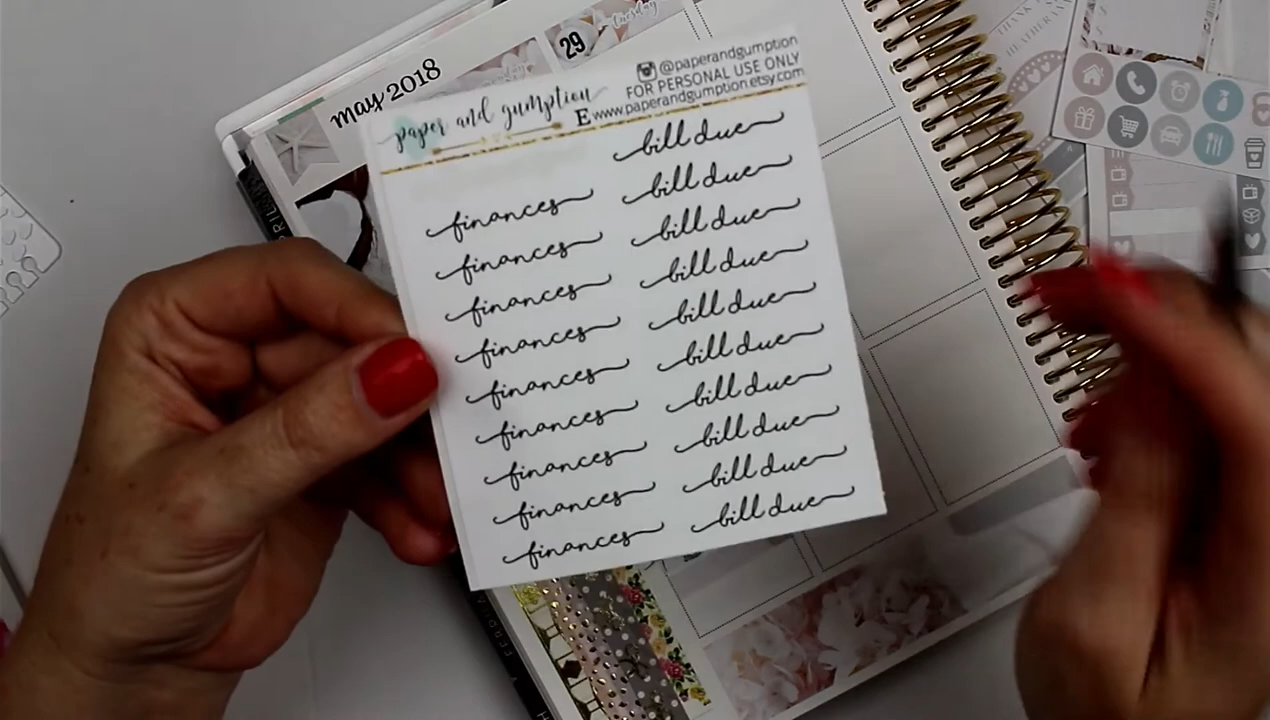 may 2018
29
Tuesday
paper and gumption
@paperandgumption
FOR PERSONAL USE ONLY
E www.paperandgumption.etsy.com
bill due
finances bill due
finances bill due
finances bill due
finances bill due
finances bill due
finances bill due
finances bill due
finances bill due
finances bill due